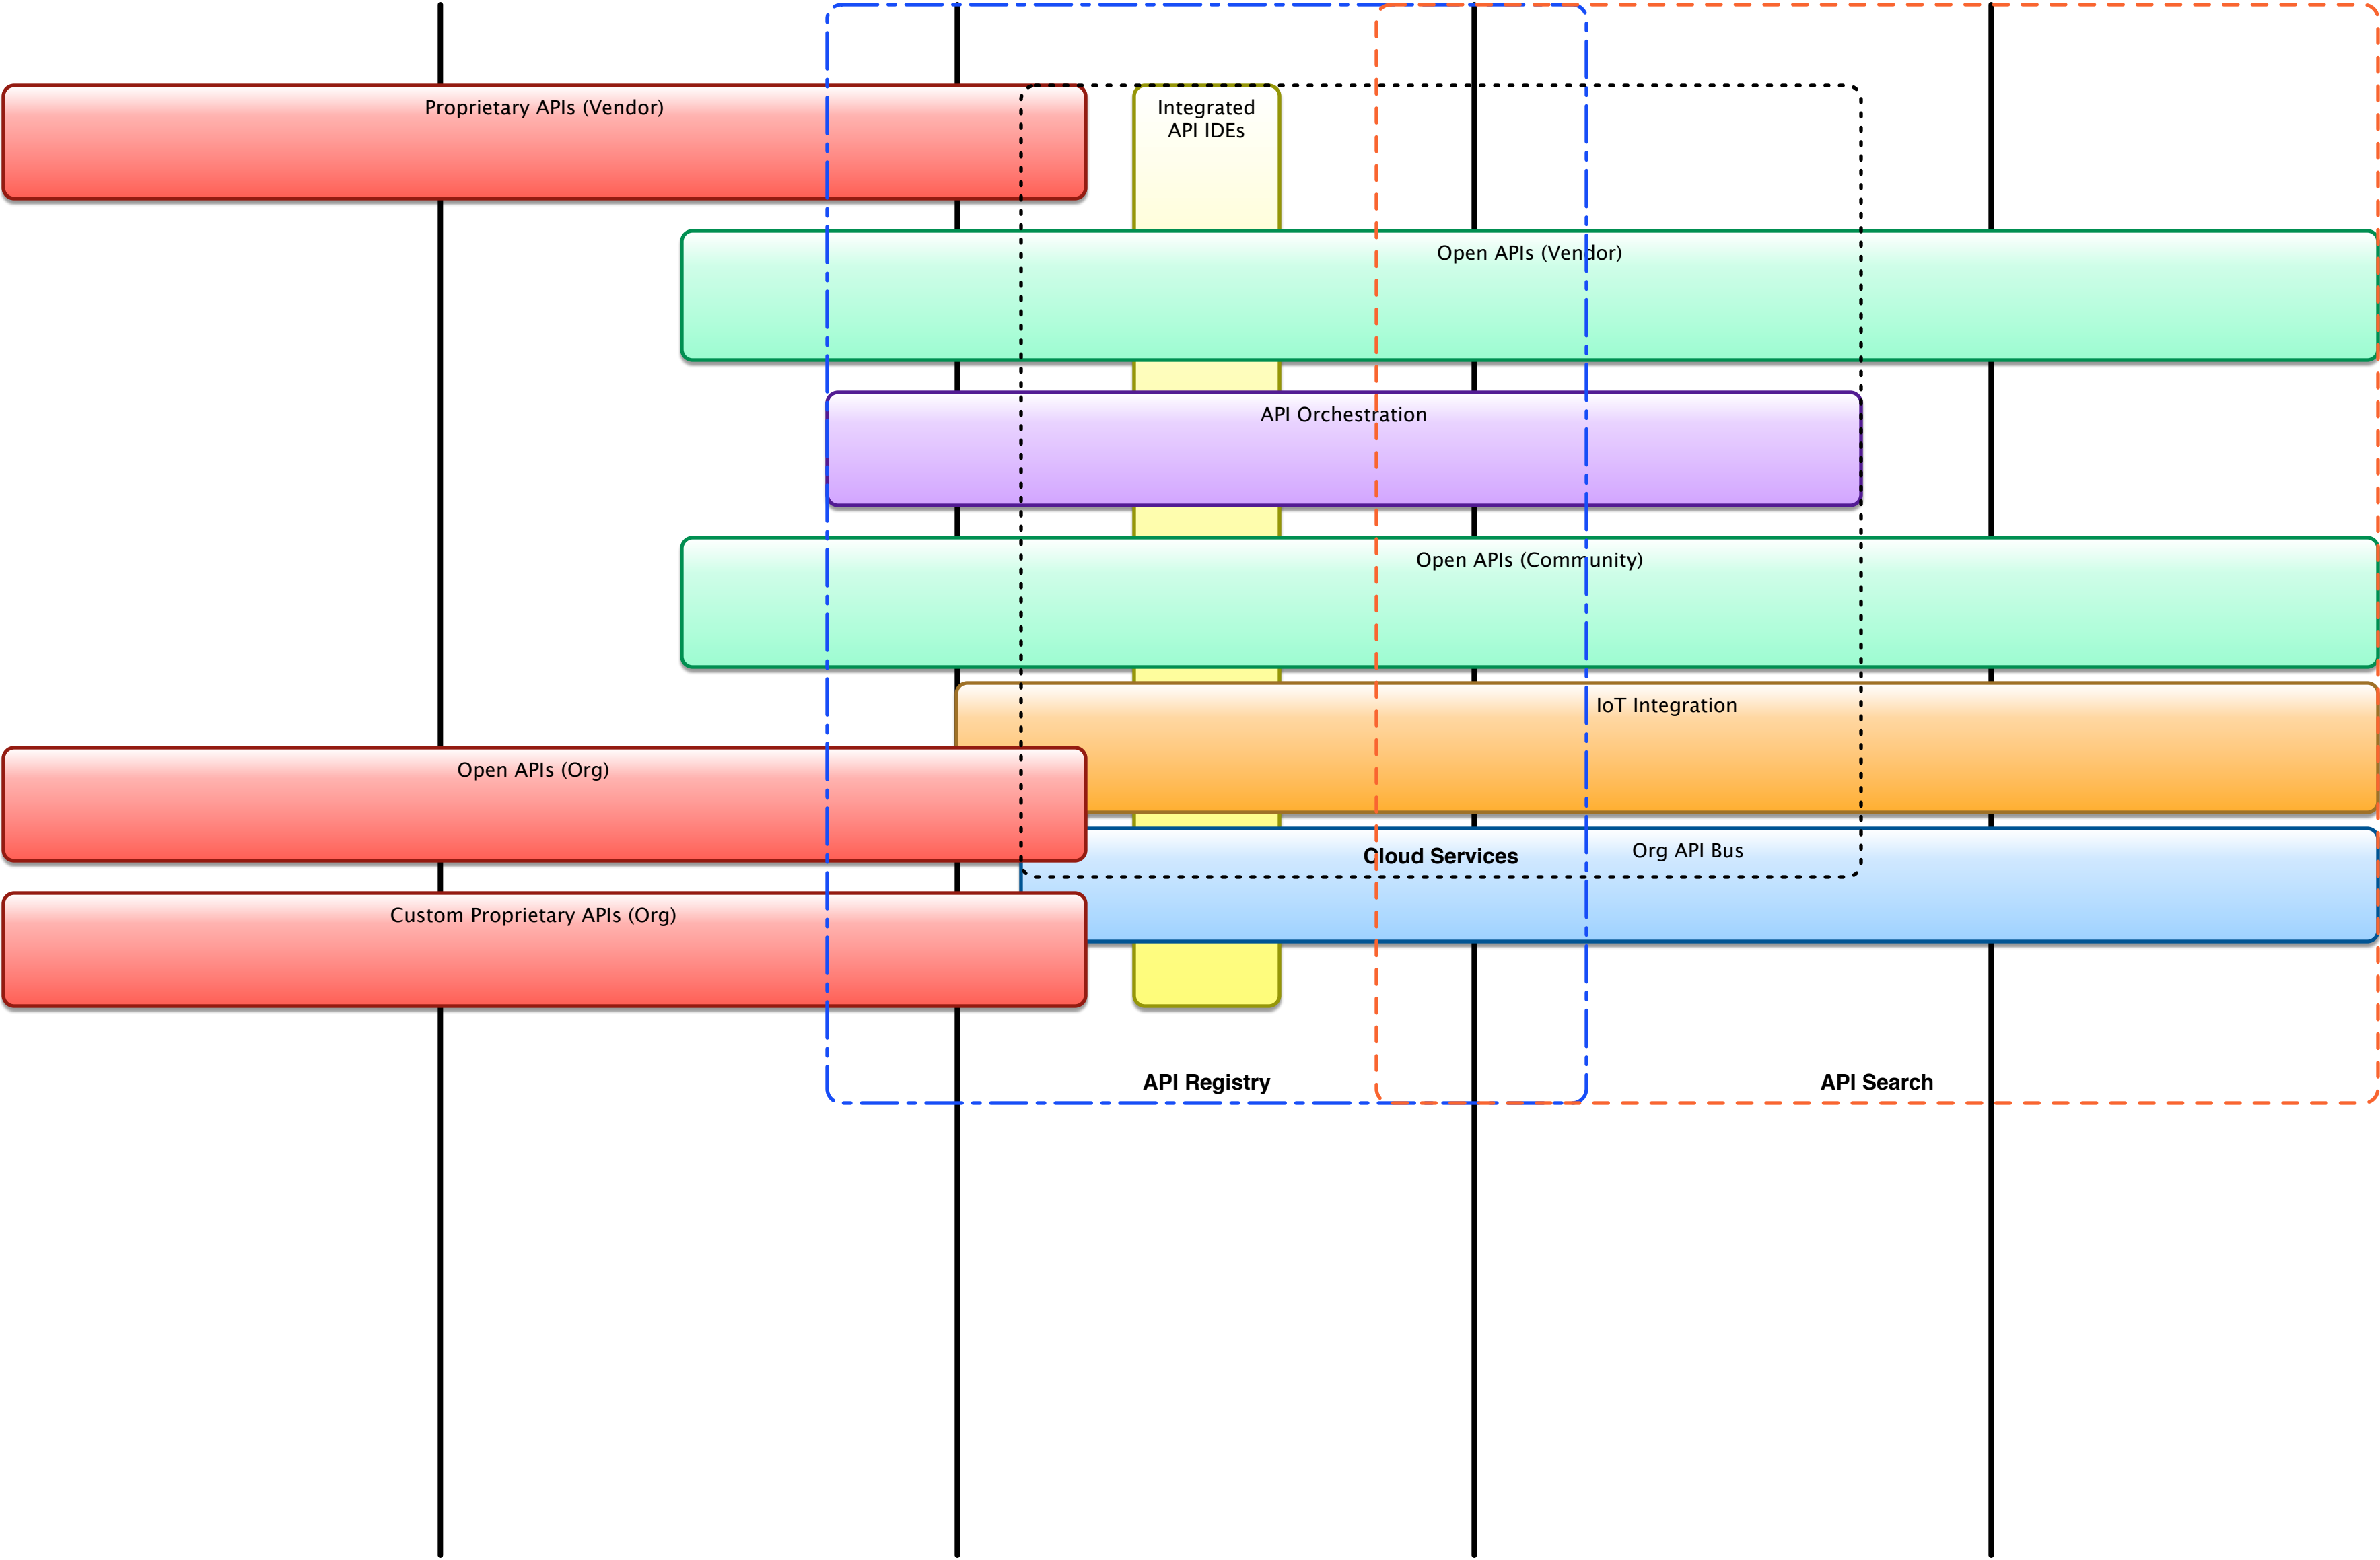 Proprietary APIs (Vendor)
Integrated
API IDEs
Open APIs (Vendor)
API Orchestration
Open APIs (Community)
IoT Integration
Open APIs (Org)
Cloud Services
Org API Bus
Custom Proprietary APIs (Org)
API Registry
API Search